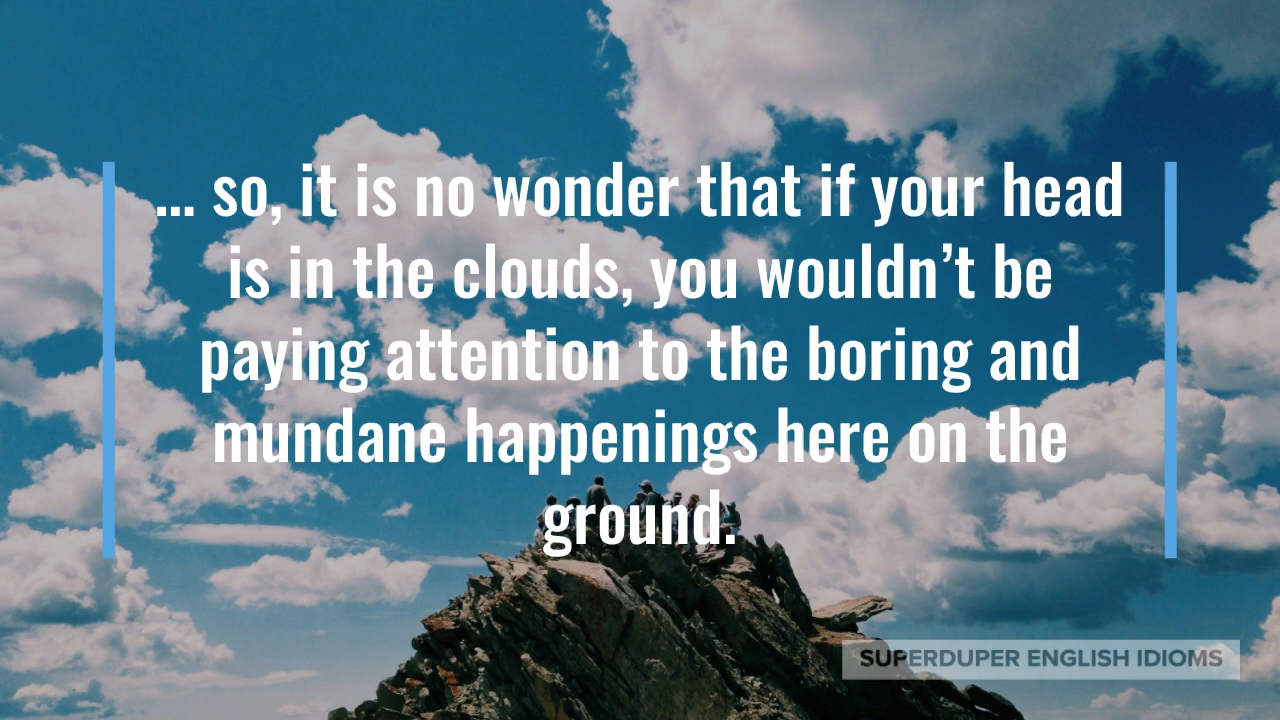 ... so, it is no wonder that if your head
is in the clouds, you wouldn’t be
paying attention to the boring and
mundane happenings here on the
ground.
SUPERDUPER ENGLISH IDIOMS